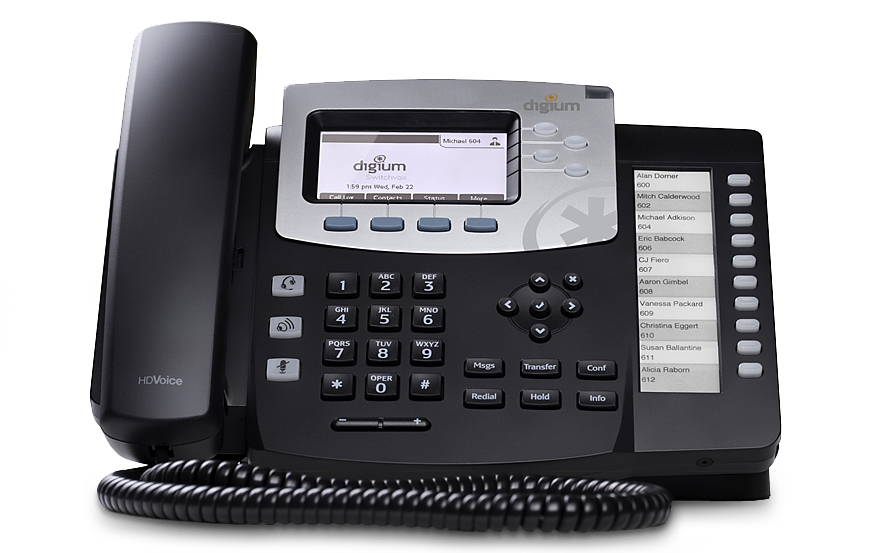 digium
Michael 604
digium
Switchvox
1:59 pm Wed, Feb 22
Call Log Contacts Status More
Alan Dorner
600
Mitch Calderwood
602
Michael Adkison
604
Eric Babcock
606
CJ Fiero
607
Aaron Gimbel
608
Vanessa Packard
609
Christina Eggert
610
Susan Ballantine
611
Alicia Raborn
612
1 ABC 2 DEF 3
GHI 4 JKL 5 MNO 6
PQRS 7 TUV 8 WXYZ 9
* OPER 0 #
Msgs Transfer Conf
Redial Hold Info
- +
HDVoice